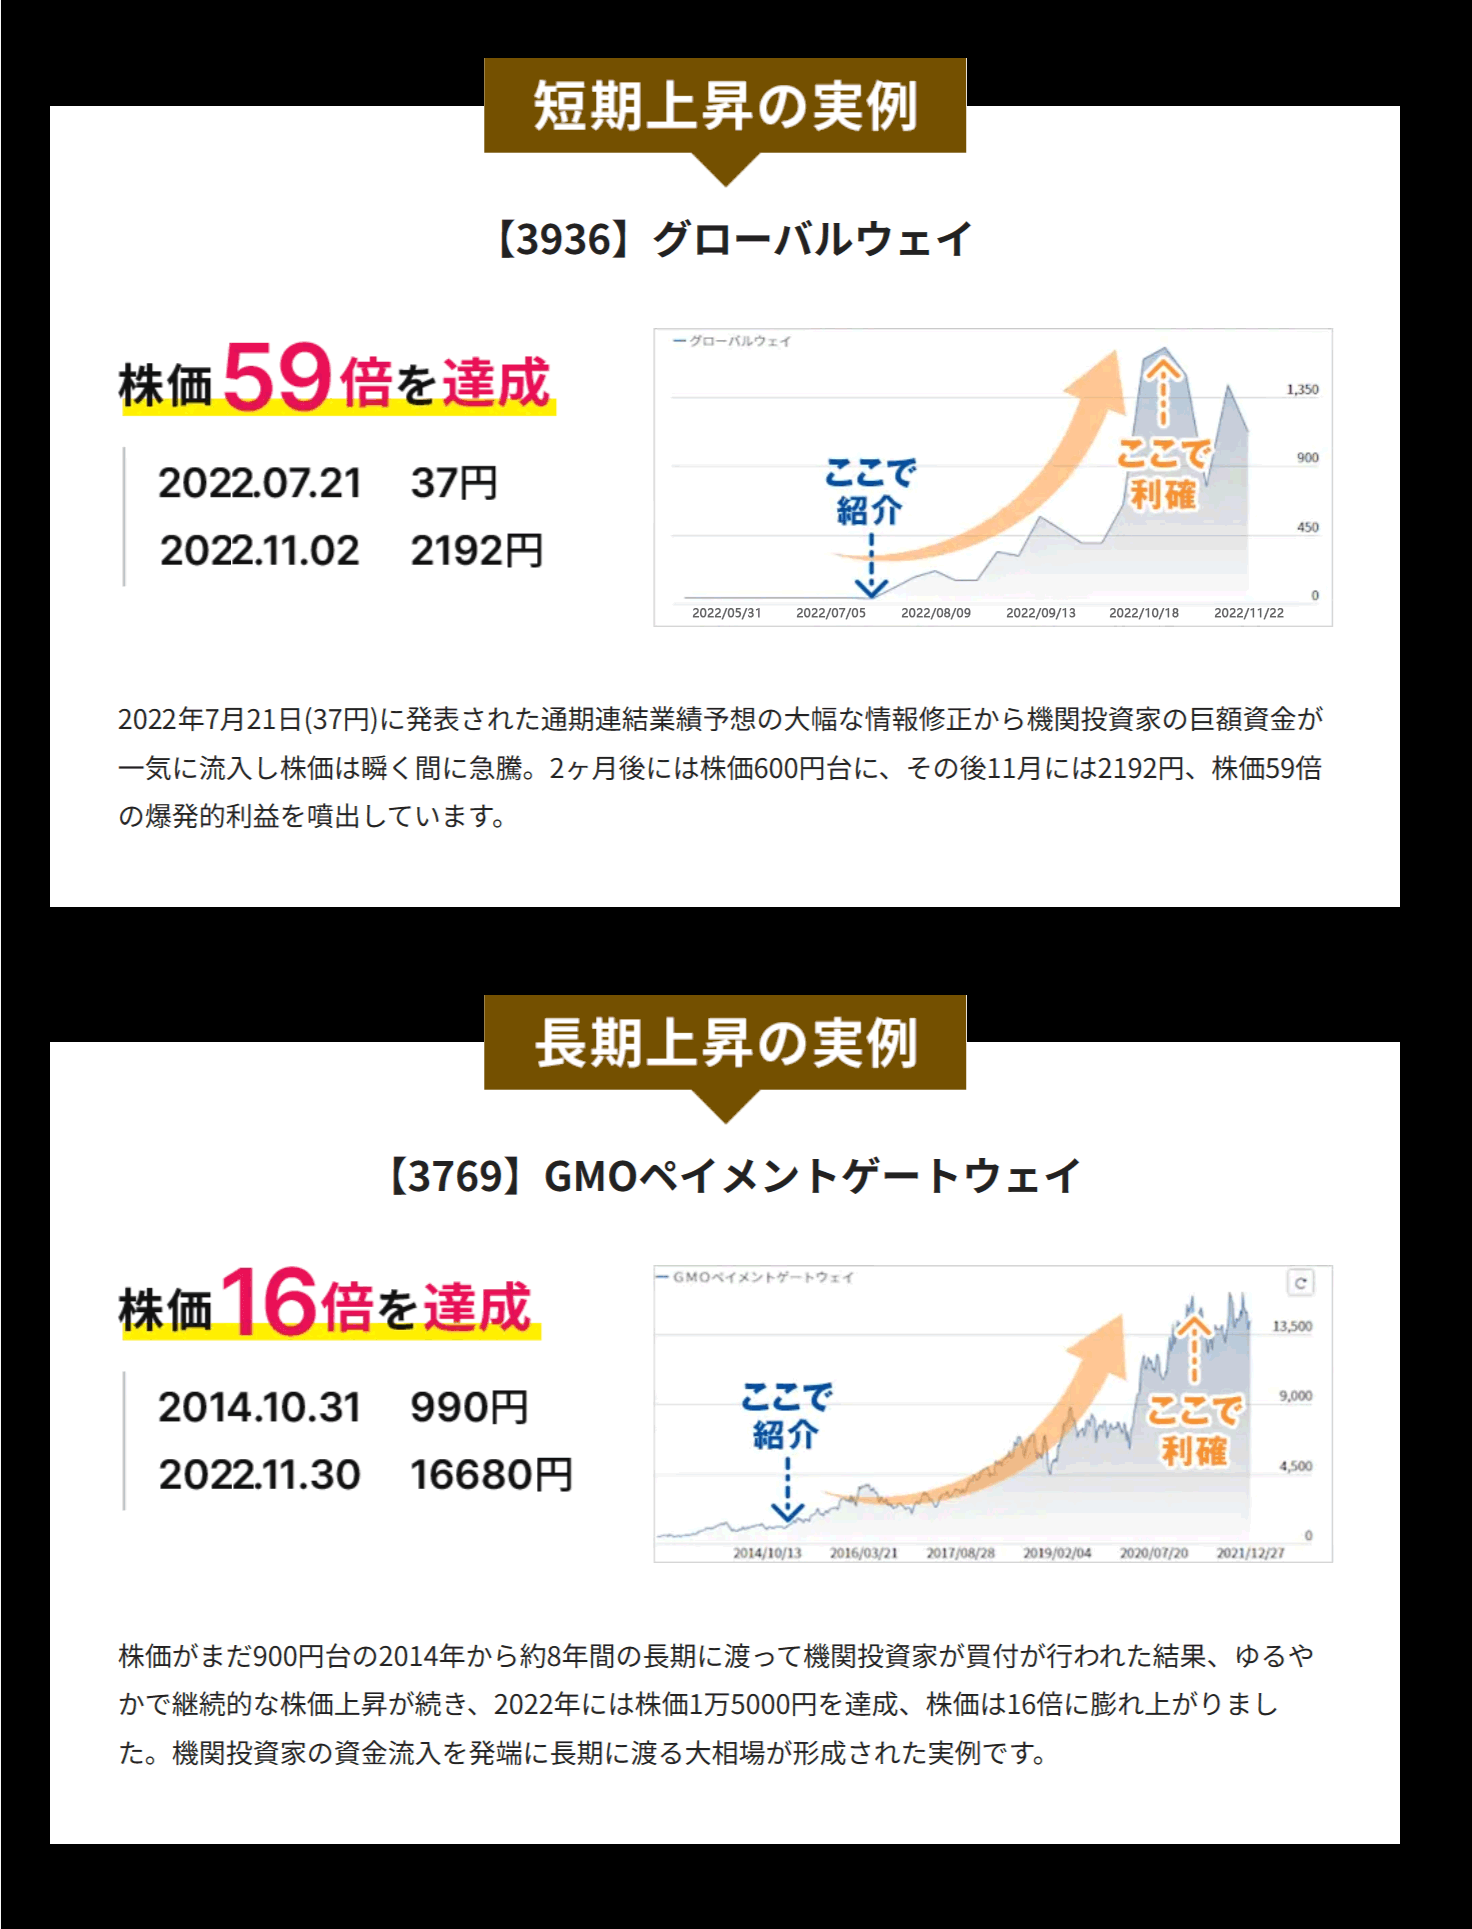 短期上昇の実例
【3936】グローバルウェイ
株価59倍を達成
2022.07.21 37円
2022.11.02 2192円
グローバルウェイ
ここで
紹介
ここで
利確
1,350
900
450
0
2022/05/31 2022/07/05 2022/08/09 2022/09/13 2022/10/18 2022/11/22
2022年7月21日(37円)に発表された通期連結業績予想の大幅な情報修正から機関投資家の巨額資金が
一気に流入し株価は瞬く間に急騰。2ヶ月後には株価600円台に、その後11月には2192円、株価59倍
の爆発的利益を噴出しています。
長期上昇の実例
【3769】GMOペイメントゲートウェイ
株価16倍を達成
2014.10.31 990円
2022.11.30 16680円
GMOペイメントゲートウェイ
ここで
紹介
ここで
利確
13,500
9,000
4,500
0
2014/10/13 2016/03/21 2017/08/28 2019/02/04 2020/07/20 2021/12/27
株価がまだ900円台の2014年から約8年間の長期に渡って機関投資家が買付が行われた結果、ゆるや
かで継続的な株価上昇が続き、2022年には株価1万5000円を達成、株価は16倍に膨れ上がりまし
た。機関投資家の資金流入を発端に長期に渡る大相場が形成された実例です。